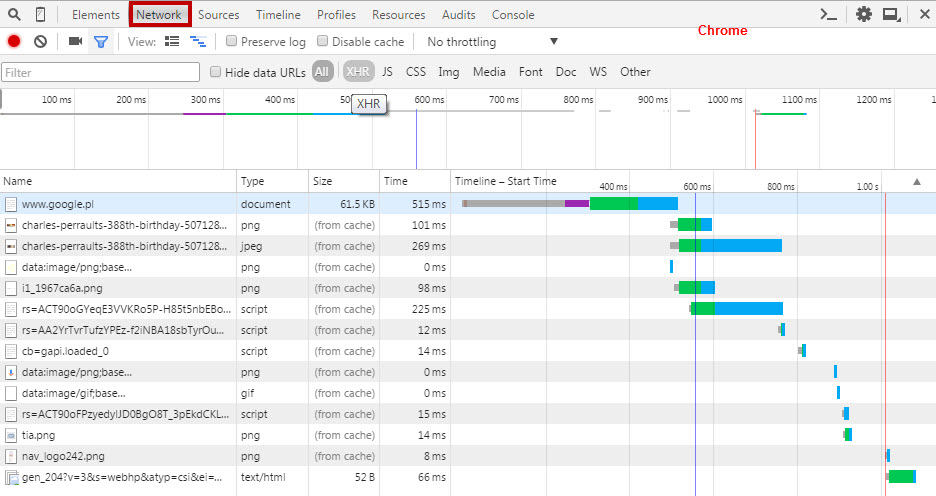 Elements Network Sources Timeline Profiles Resources Audits Console
Chrome
View: Preserve log Disable cache No throttling
Filter Hide data URLs All XHR JS CSS Img Media Font Doc WS Other
100 ms 200 ms 300 ms 400 ms 50 600 ms 700 ms 800 ms 900 ms 1000 ms 1100 ms 1200 ms
XHR
Name Type Size Time Timeline – Start Time 400 ms 600 ms 800 ms 1.00 s
www.google.pl document 61.5 KB 515 ms
charles-perraults-388th-birthday-507128... png (from cache) 101 ms
charles-perraults-388th-birthday-507128... jpeg (from cache) 269 ms
data:image/png;base... png (from cache) 0 ms
i1_1967ca6a.png png (from cache) 98 ms
rs=ACT90oGYeqE3VVKRo5P-H85t5nbEBo... script (from cache) 225 ms
rs=AA2YrTvrTufzYPEz-f2iNBA18sbTyrOu... script (from cache) 12 ms
cb=gapi.loaded_0 script (from cache) 14 ms
data:image/png;base... png (from cache) 0 ms
data:image/gif;base... gif (from cache) 0 ms
rs=ACT90oFPzyedyIJD0BgO8T_3pEkdCKL... script (from cache) 15 ms
tia.png png (from cache) 14 ms
nav_logo242.png png (from cache) 8 ms
gen_204?v=3&s=webhp&atyp=csi&ei=... text/html 52 B 66 ms